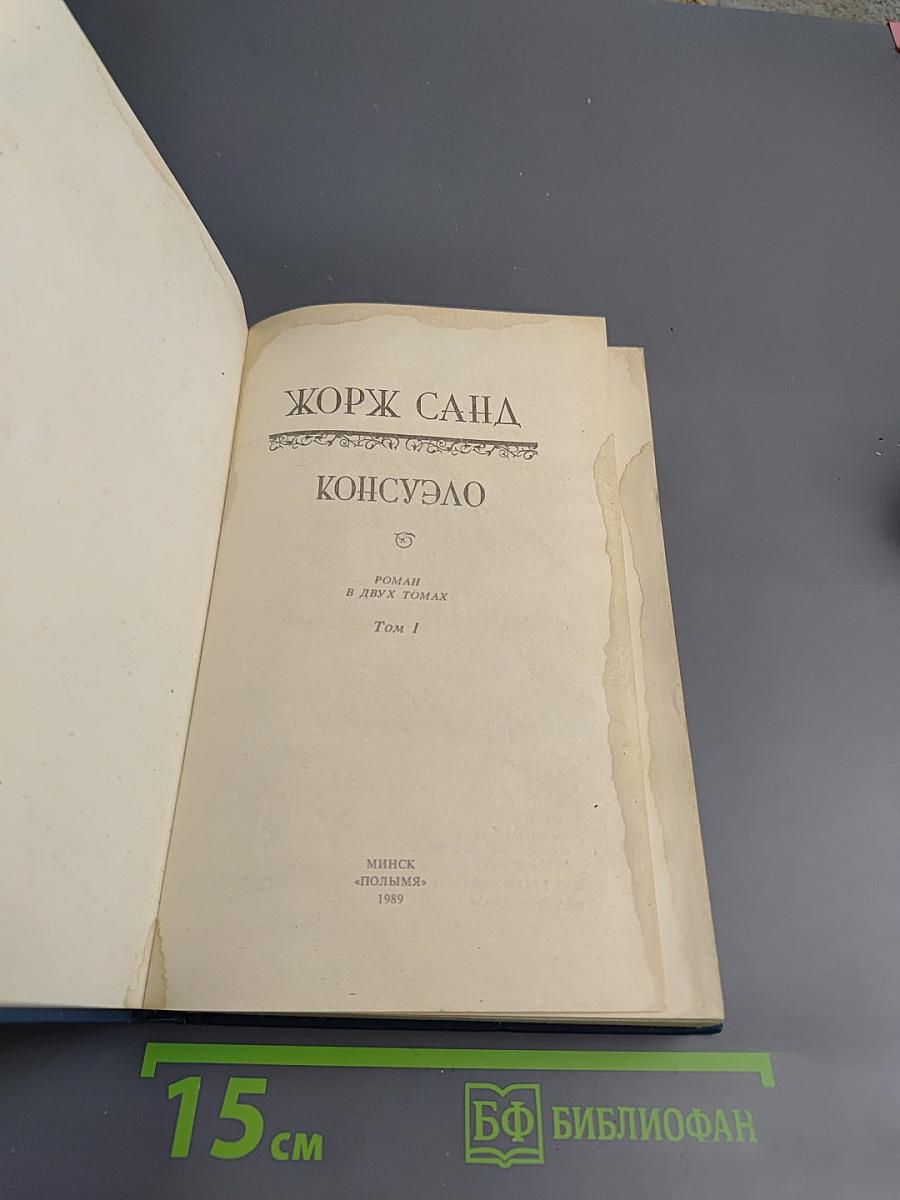 ЖОРЖ САНД
КОНСУЭЛО
РОМАН
В ДВУХ ТОМАХ
Том I
МИНСК
«ПОЛЫМЯ»
1989
15 см
БФ БИБЛИОФАН